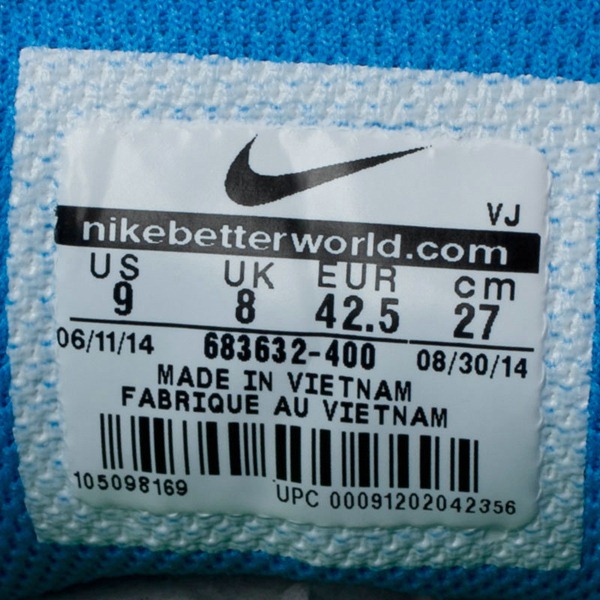 VJ
nikebetterworld.com
US UK EUR cm
9 8 42.5 27
06/11/14 683632-400 08/30/14
MADE IN VIETNAM
FABRIQUE AU VIETNAM
105098169 UPC 00091202042356